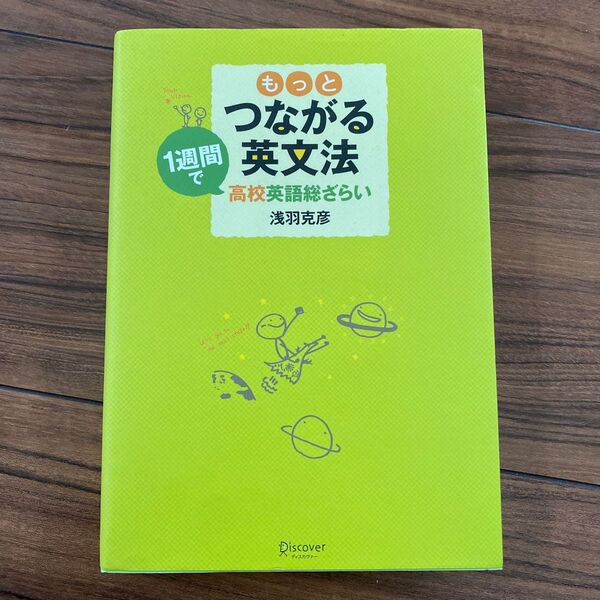 もっと
つながる
英文法
1週間で
高校英語総ざらい
浅羽克彦
Discover
ディスカヴァー